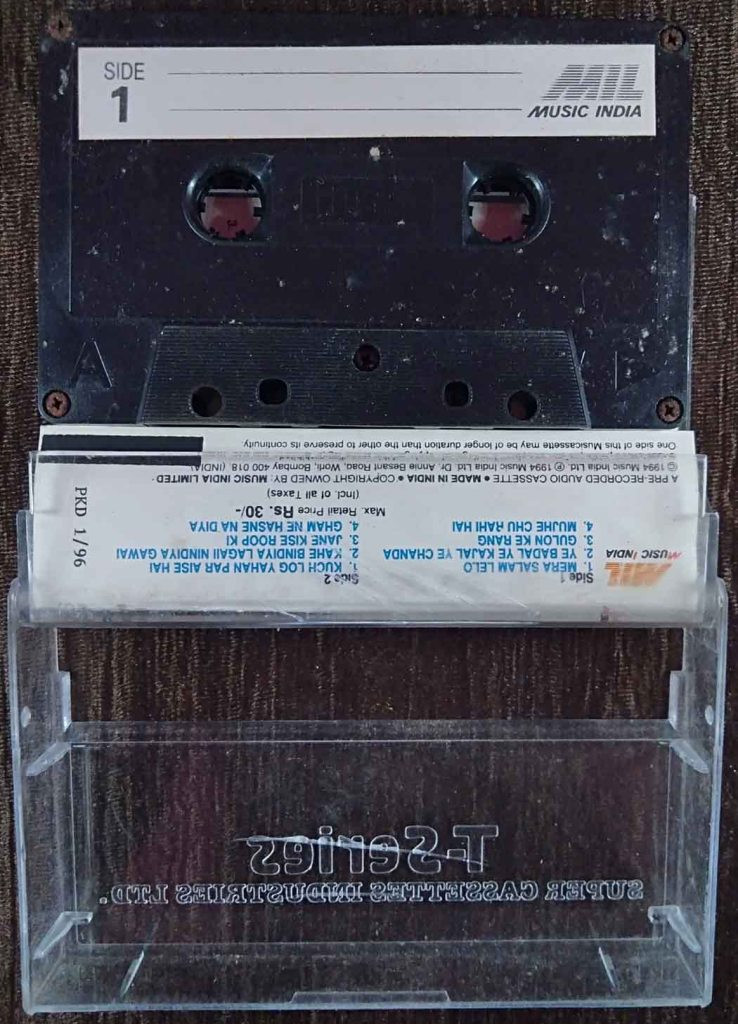 SIDE
1
MIL
MUSIC INDIA
A
MIL
MUSIC INDIA
Side 1
1. MERA SALAM LELO
2. YE BADAL YE KAJAL YE CHANDA
3. GULON KE RANG
4. MUJHE CHU RAHI HAI
Side 2
1. KUCH LOG YAHAN PAR AISE HAI
2. KAHE BINDIYA LAGAII NINDIYA GAWAI
3. JANE KISE ROOP KI
4. GHAM NE HASNE NA DIYA
Max. Retail Price Rs. 30/-
(Incl. of all Taxes)
A PRE-RECORDED AUDIO CASSETTE • MADE IN INDIA • COPYRIGHT OWNED BY: MUSIC INDIA LIMITED
© 1994 Music India Ltd. ℗ 1994 Music India Ltd. Dr. Annie Besant Road, Worli, Bombay 400 018 (INDIA)
One side of this Musicassette may be of longer duration than the other to preserve its continuity.
PKD 1/96
T-Series
SUPER CASSETTES INDUSTRIES LTD.